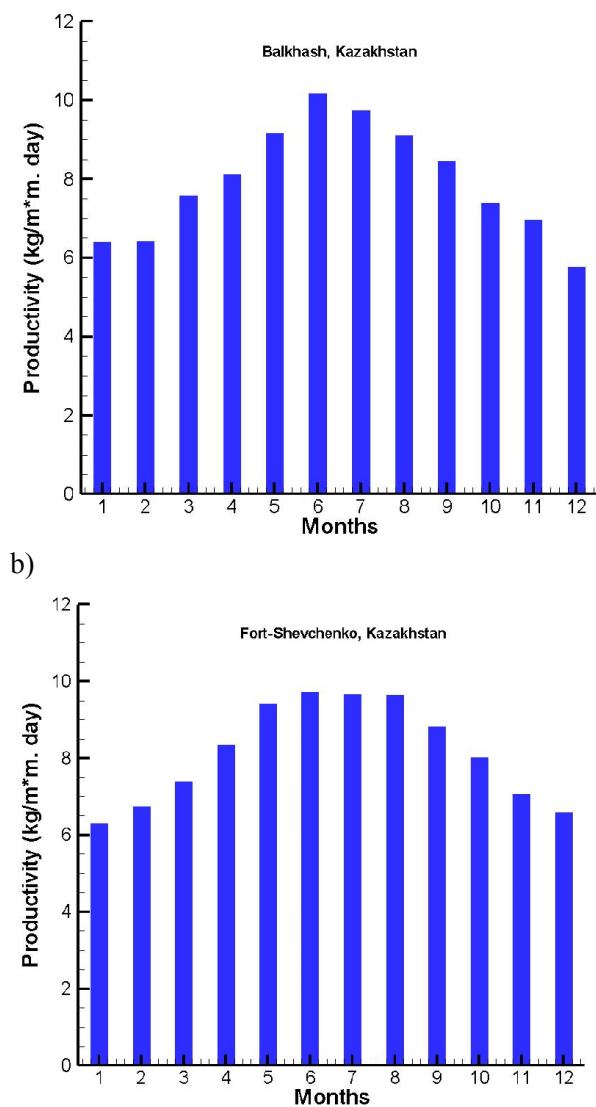 12
Balkhash, Kazakhstan
10
8
6
4
2
0
Productivity (kg/m*m. day)
1 2 3 4 5 6 7 8 9 10 11 12
Months
b)
12
Fort-Shevchenko, Kazakhstan
10
8
6
4
2
0
Productivity (kg/m*m. day)
1 2 3 4 5 6 7 8 9 10 11 12
Months